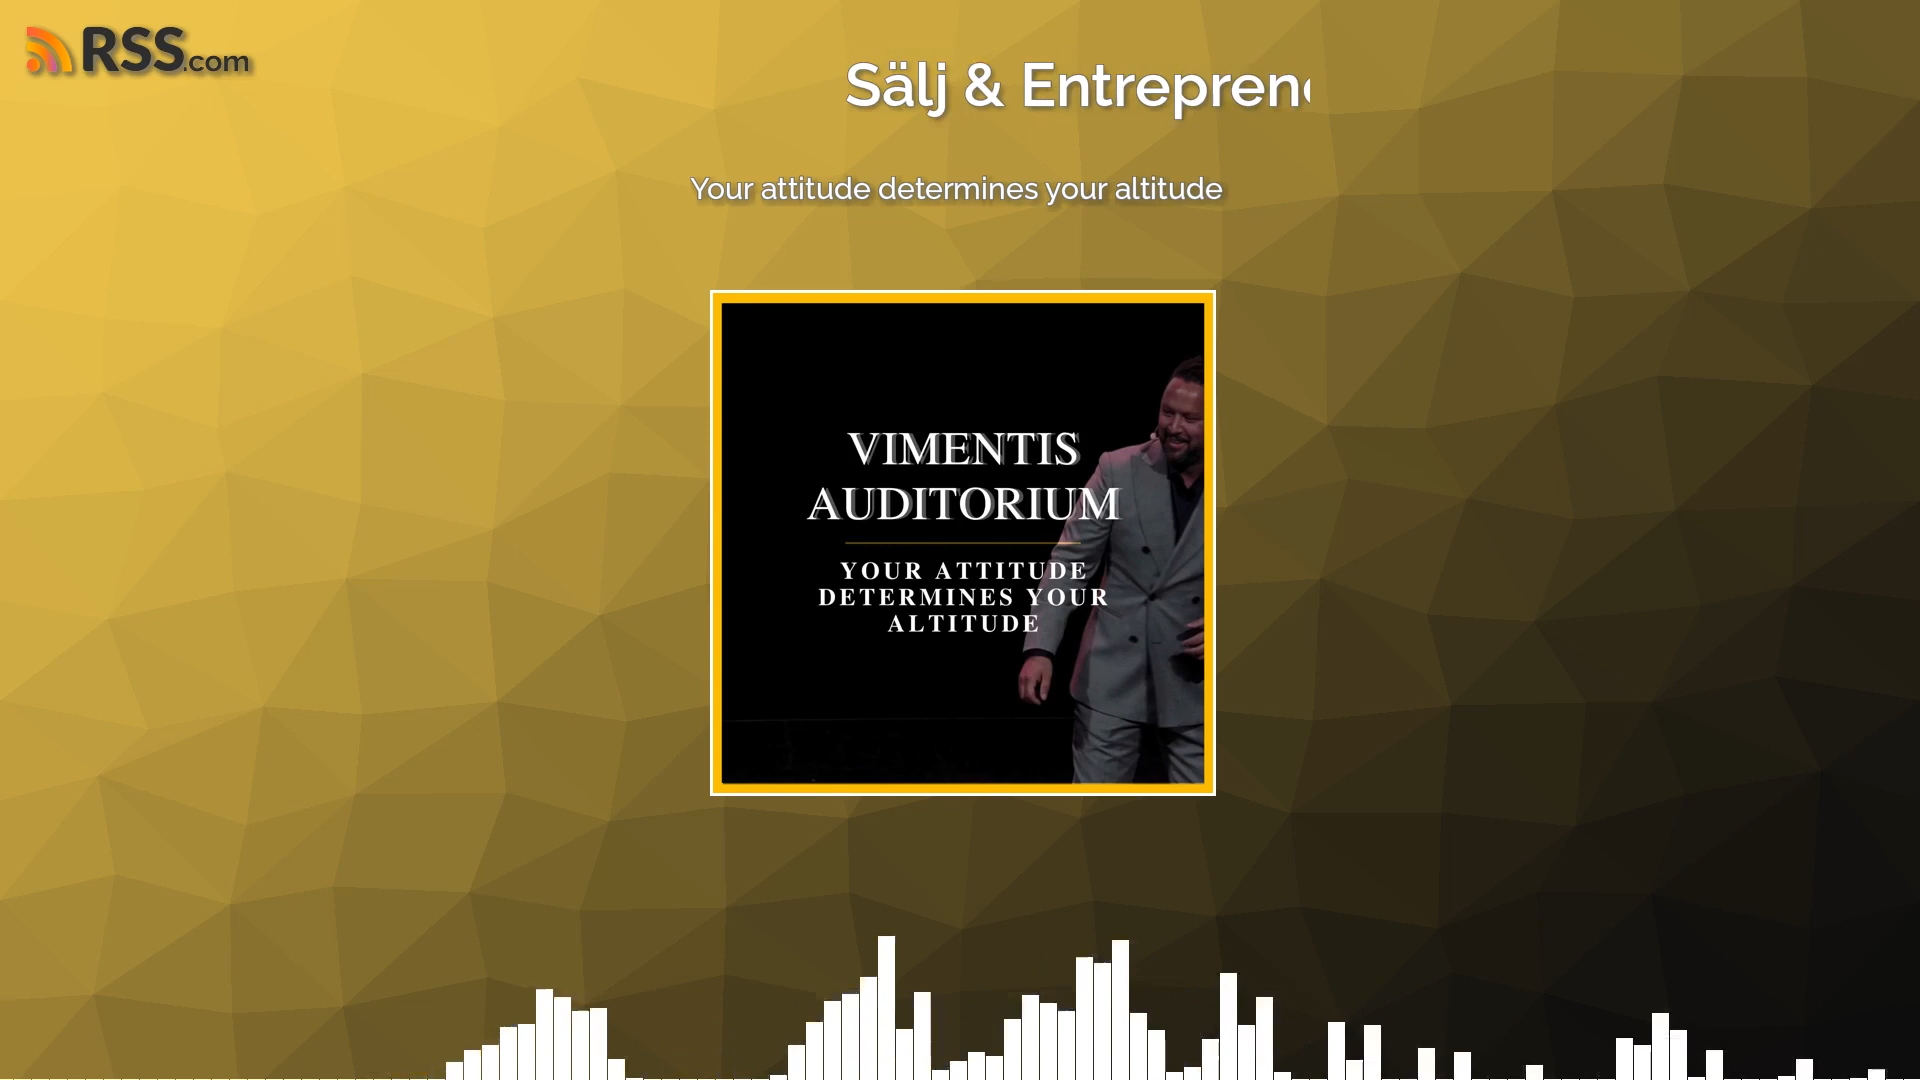 RSS.com
Sälj & Entrepren
Your attitude determines your altitude
VIMENTIS
AUDITORIUM
YOUR ATTITUDE
DETERMINES YOUR
ALTITUDE